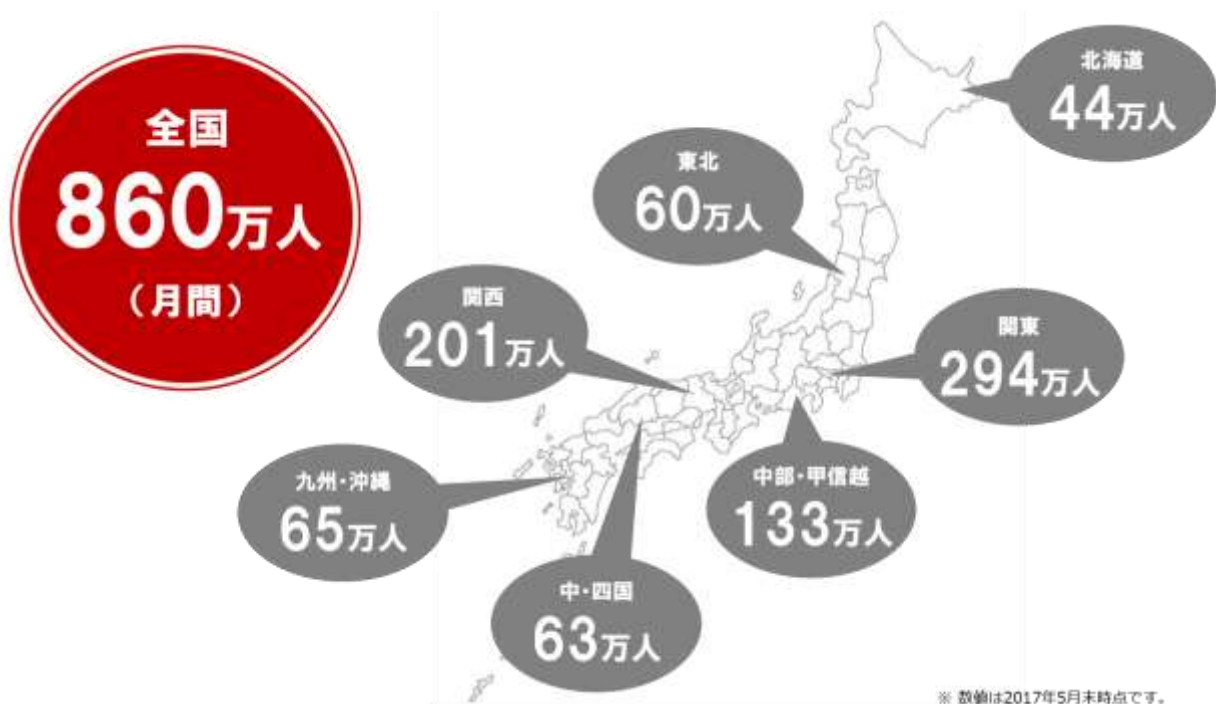 全国
860万人
（月間）
北海道
44万人
東北
60万人
関西
201万人
関東
294万人
九州・沖縄
65万人
中部・甲信越
133万人
中・四国
63万人
※ 数値は2017年5月末時点です。